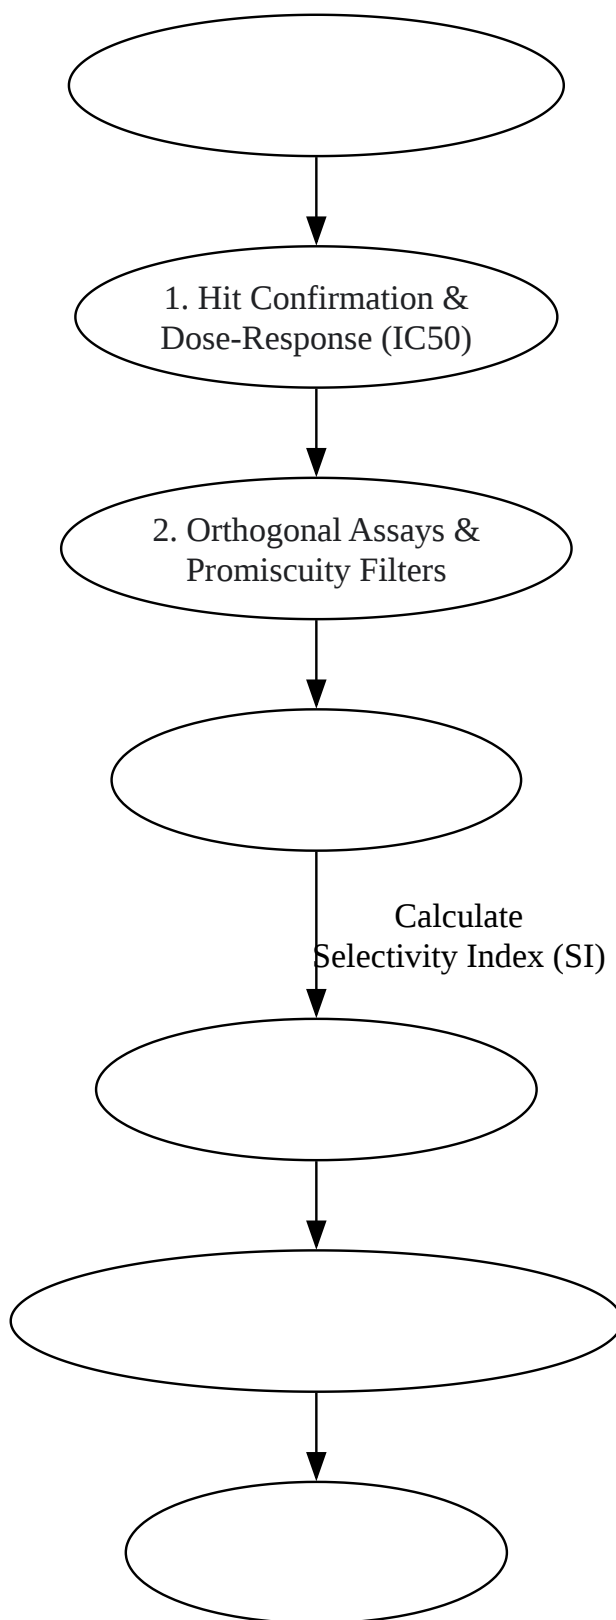 1. Hit Confirmation &
Dose-Response (IC50)
2. Orthogonal Assays &
Promiscuity Filters
Calculate
Selectivity Index (SI)